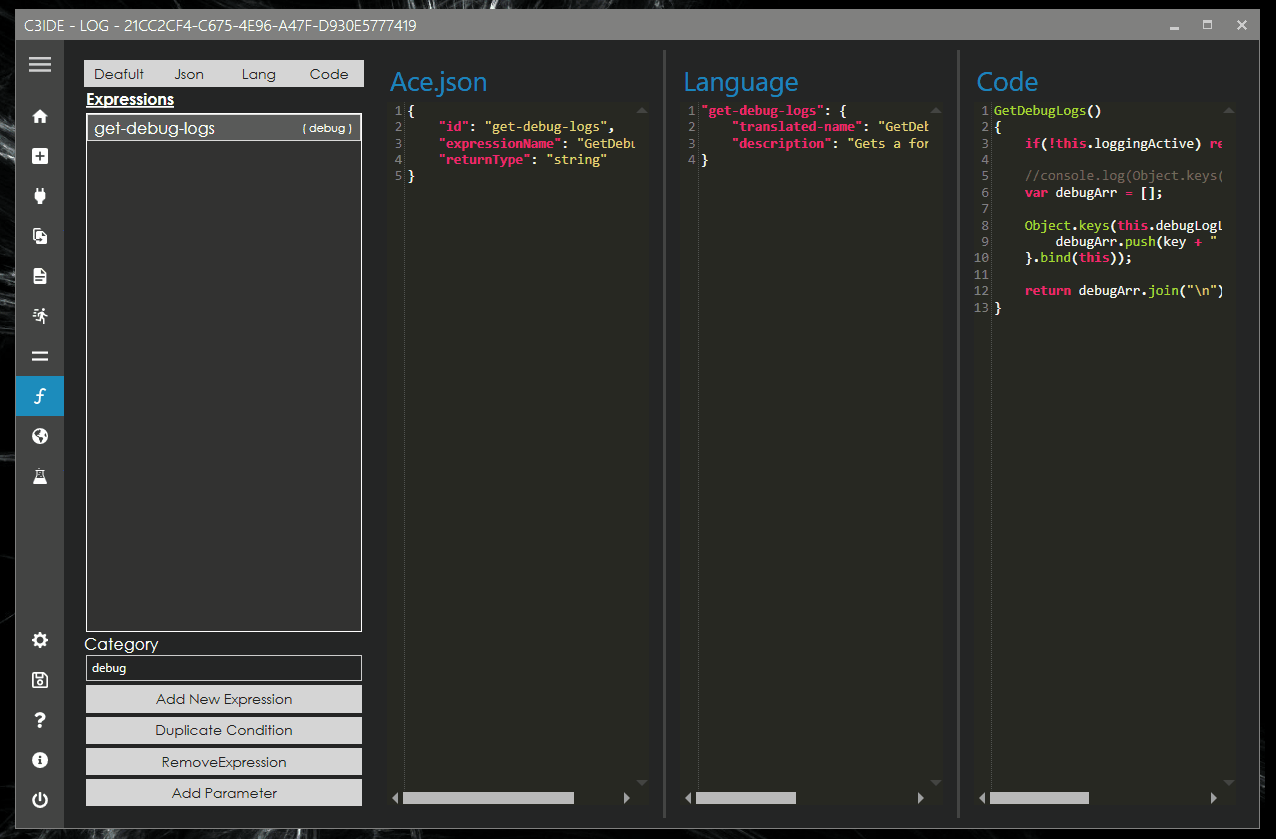 C3IDE - LOG - 21CC2CF4-C675-4E96-A47F-D930E5777419
Deafult Json Lang Code
Expressions
get-debug-logs ( debug )
Category
debug
Add New Expression
Duplicate Condition
RemoveExpression
Add Parameter
Ace.json
1 {
2 "id": "get-debug-logs",
3 "expressionName": "GetDebu
4 "returnType": "string"
5 }
Language
1 "get-debug-logs": {
2 "translated-name": "GetDeb
3 "description": "Gets a for
4 }
Code
1 GetDebugLogs()
2 {
3 if(!this.loggingActive) re
4
5 //console.log(Object.keys(
6 var debugArr = [];
7
8 Object.keys(this.debugLogL
9 debugArr.push(key + "
10 }.bind(this));
11
12 return debugArr.join("\n")
13 }